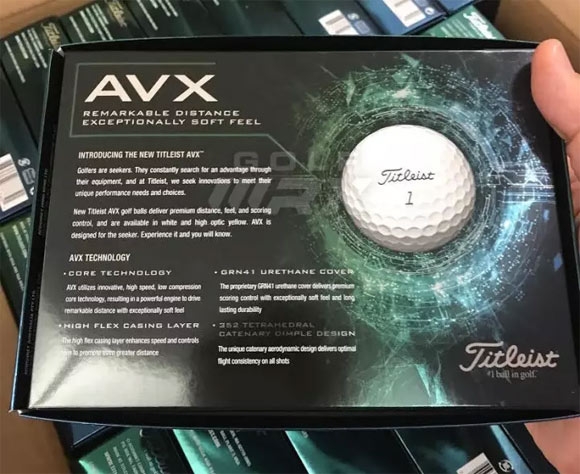 AVX
REMARKABLE DISTANCE
EXCEPTIONALLY SOFT FEEL
INTRODUCING THE NEW TITLEIST AVX™
Golfers are seekers. They constantly search for an advantage through
their equipment, and at Titleist, we seek innovations to meet their
unique performance needs and choices.
New Titleist AVX golf balls deliver premium distance, feel, and scoring
control, and are available in white and high optic yellow. AVX is
designed for the seeker. Experience it and you will know.
AVX TECHNOLOGY
• CORE TECHNOLOGY
AVX utilizes innovative, high speed, low compression
core technology, resulting in a powerful engine to drive
remarkable distance with exceptionally soft feel
• HIGH FLEX CASING LAYER
The high flex casing layer enhances speed and controls
spin to promote even greater distance
• GRN41 URETHANE COVER
The proprietary GRN41 urethane cover delivers premium
scoring control with exceptionally soft feel and long
lasting durability
• 352 TETRAHEDRAL
CATENARY DIMPLE DESIGN
The unique catenary aerodynamic design delivers optimal
flight consistency on all shots
Titleist
1
Titleist
#1 ball in golf.
GOLF
WRX